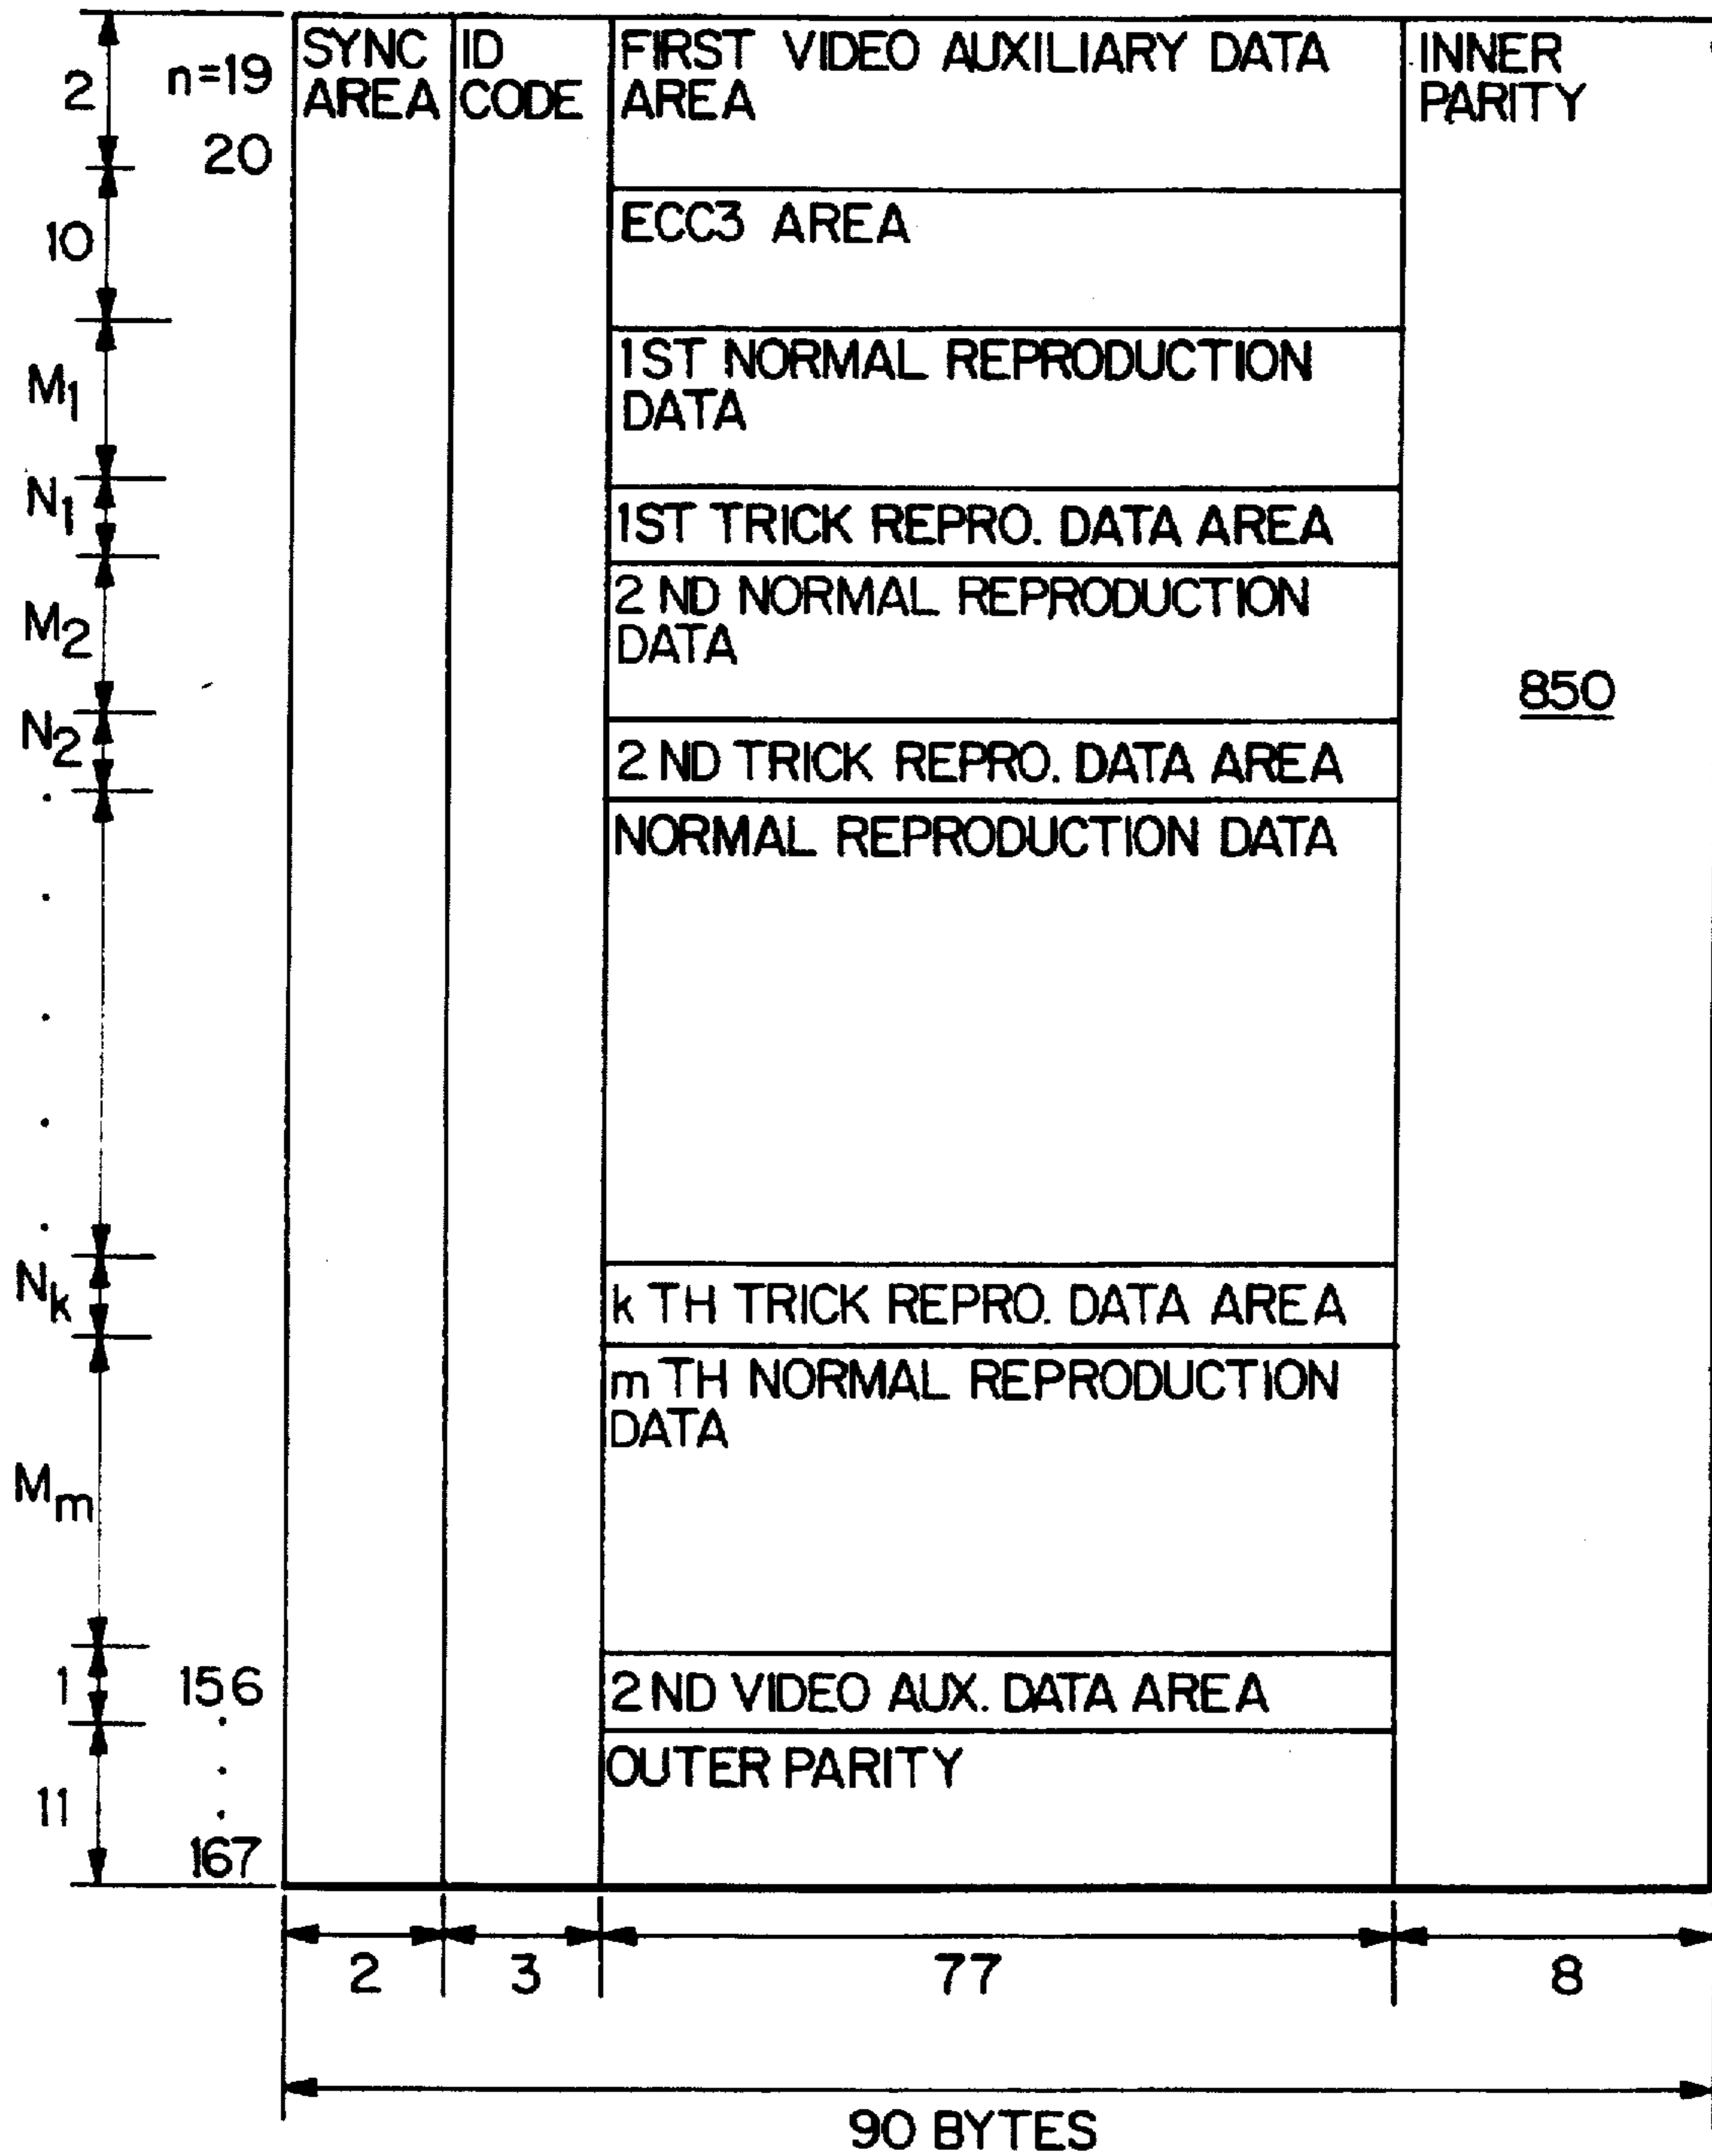 2
n=19
20
SYNC AREA
ID CODE
FIRST VIDEO AUXILIARY DATA AREA
INNER PARITY
10
ECC3 AREA
M1
1ST NORMAL REPRODUCTION DATA
N1
1ST TRICK REPRO. DATA AREA
M2
2 ND NORMAL REPRODUCTION DATA
850
N2
2 ND TRICK REPRO. DATA AREA
NORMAL REPRODUCTION DATA
Nk
k TH TRICK REPRO. DATA AREA
Mm
m TH NORMAL REPRODUCTION DATA
1
156
2 ND VIDEO AUX. DATA AREA
11
167
OUTER PARITY
2
3
77
8
90 BYTES